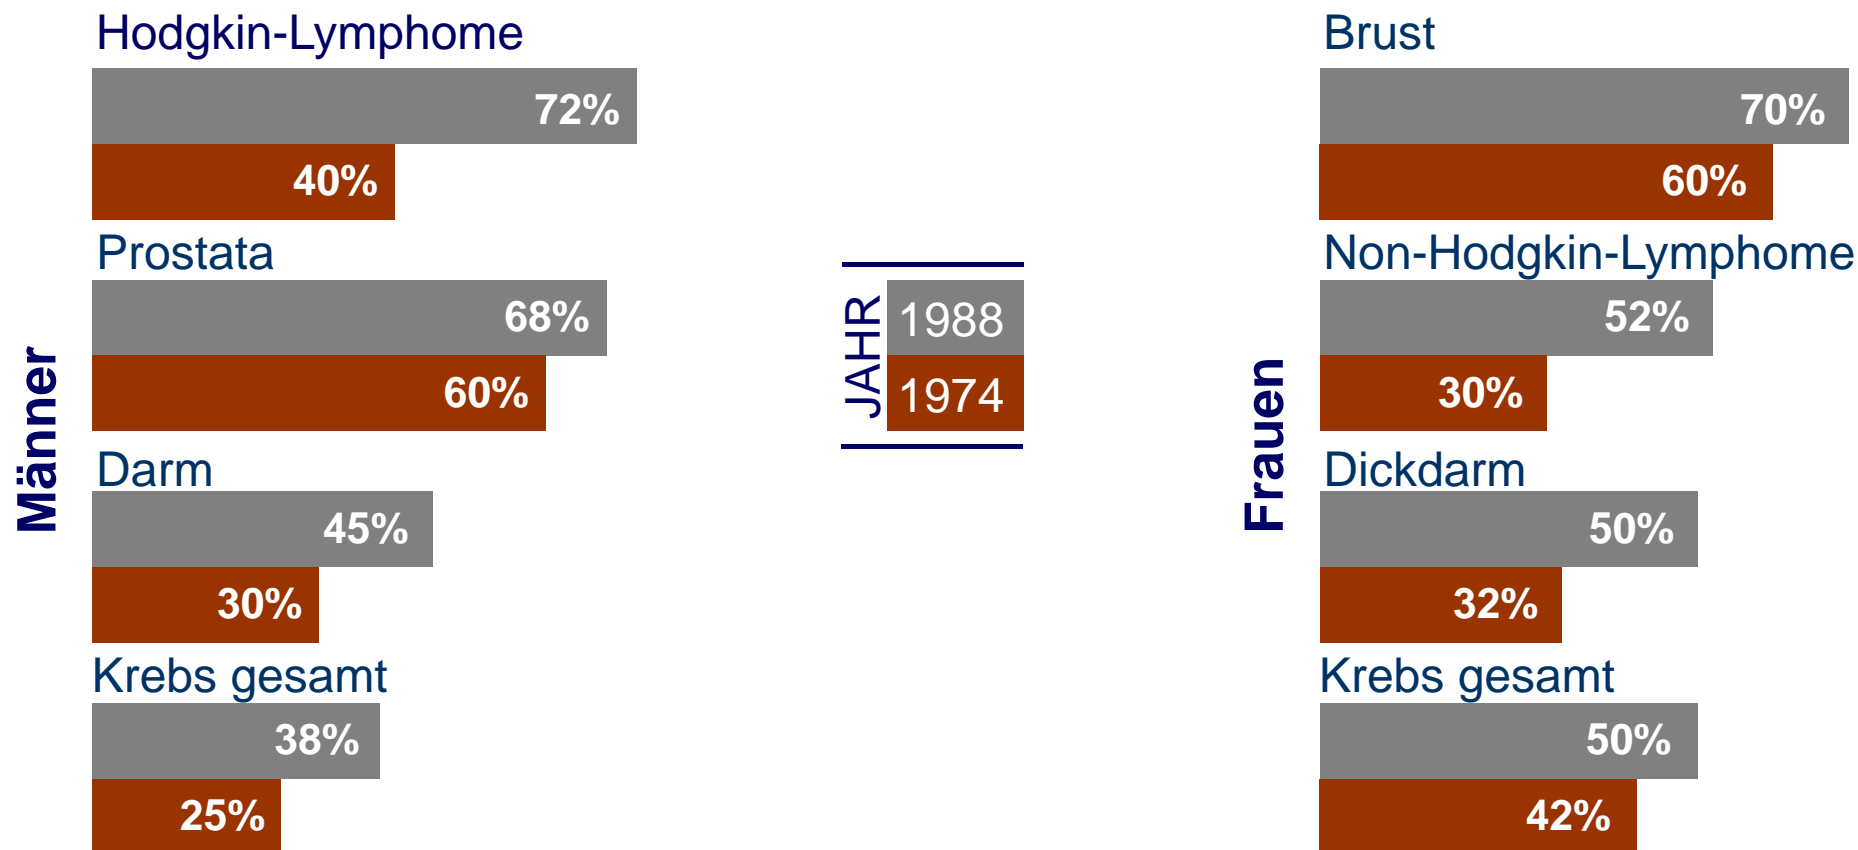 Männer
Hodgkin-Lymphome
72%
40%
Prostata
68%
60%
Darm
45%
30%
Krebs gesamt
38%
25%
JAHR
1988
1974
Frauen
Brust
70%
60%
Non-Hodgkin-Lymphome
52%
30%
Dickdarm
50%
32%
Krebs gesamt
50%
42%